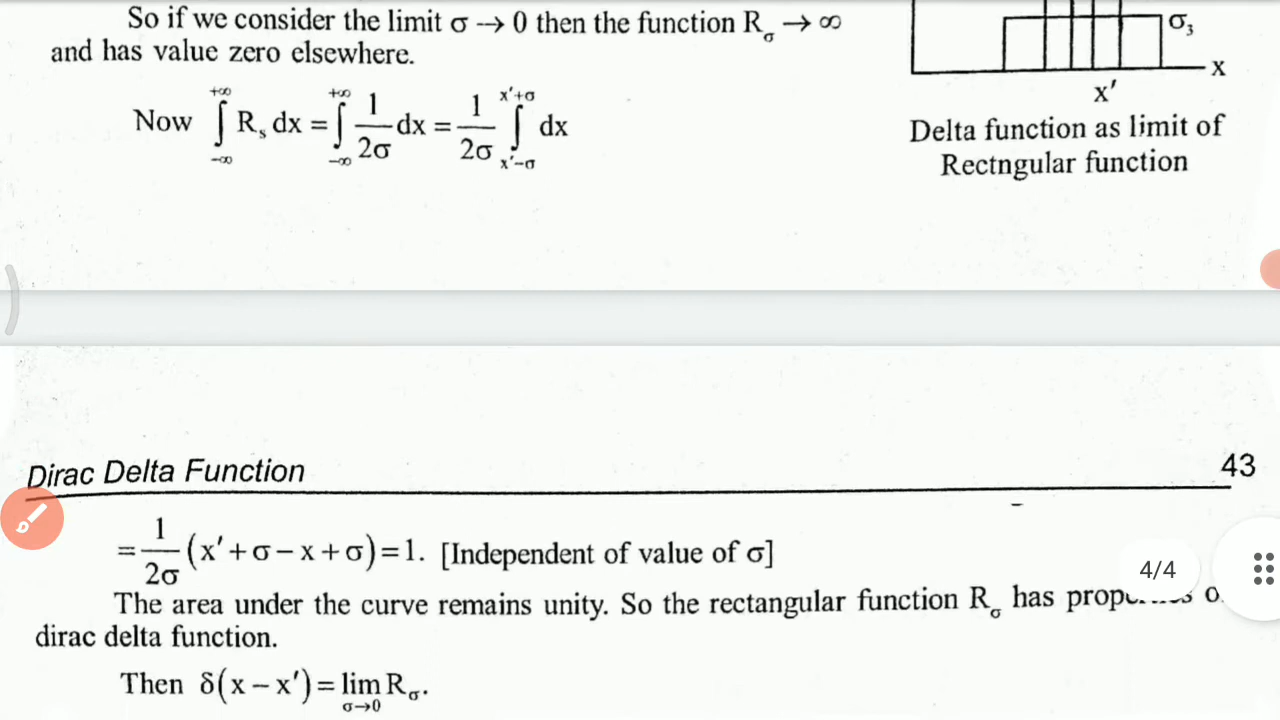 So if we consider the limit σ → 0 then the function R_σ → ∞
and has value zero elsewhere.
Now ∫_{-∞}^{+∞} R_s dx = ∫_{-∞}^{+∞} 1/2σ dx = 1/2σ ∫_{x′-σ}^{x′+σ} dx
σ₃
x
x′
Delta function as limit of
Rectngular function
Dirac Delta Function 43
= 1/2σ (x′+σ−x+σ)=1. [Independent of value of σ]
4/4
The area under the curve remains unity. So the rectangular function R_σ has
dirac delta function.
Then δ(x−x′)= lim_{σ→0} R_σ.